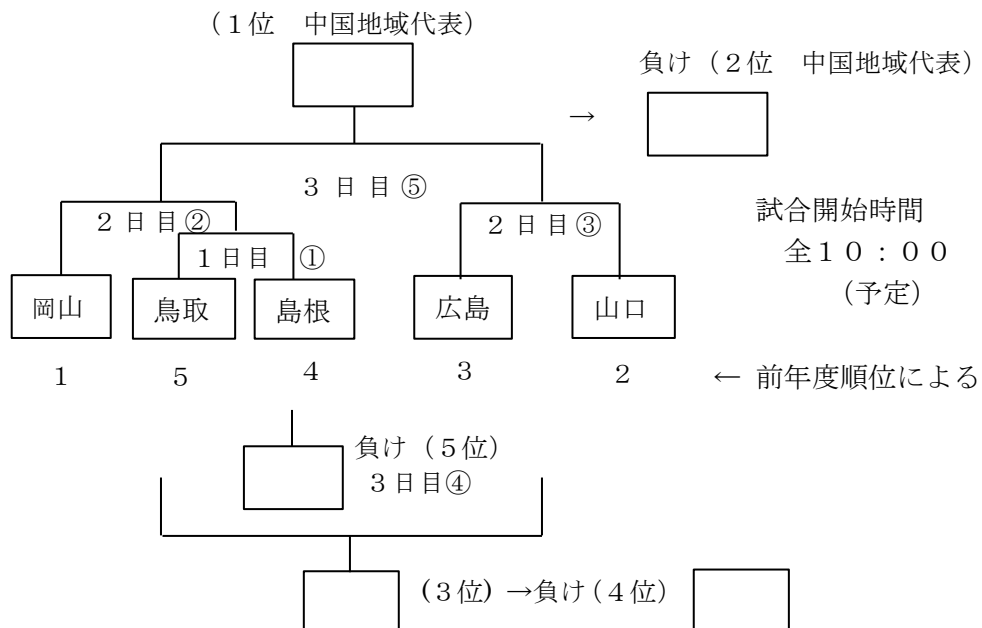 （１位　中国地域代表）
負け（２位　中国地域代表）
→
３日目⑤
２日目②
２日目③
１日目　①
試合開始時間
全１０：００
（予定）
岡山　鳥取　島根　広島　山口
１　５　４　３　２　← 前年度順位による
負け（５位）
３日目④
（３位）→負け（４位）